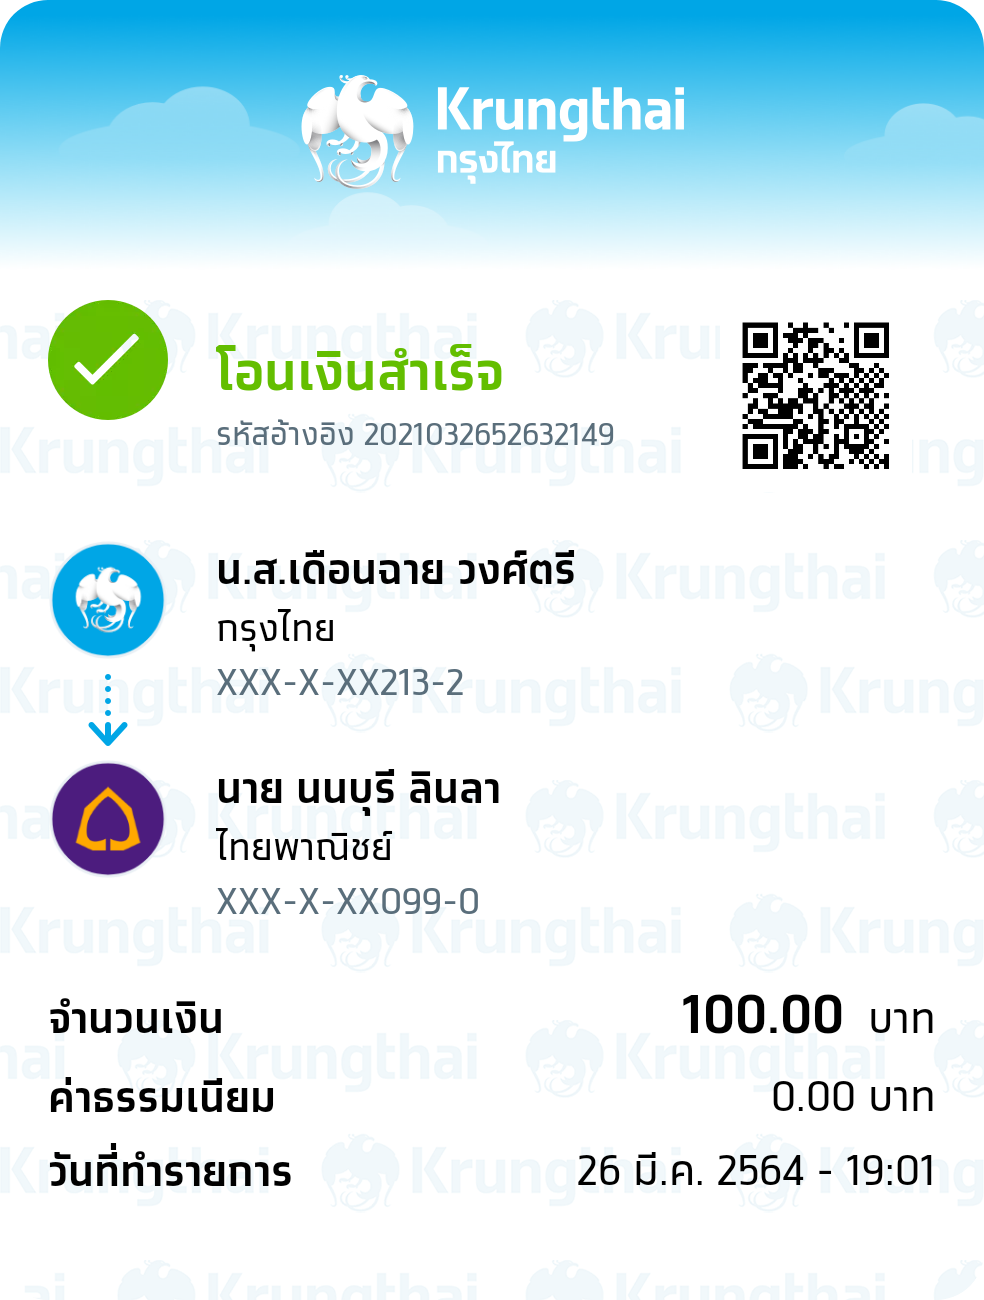 Krungthai
กรุงไทย
โอนเงินสำเร็จ
รหัสอ้างอิง 2021032652632149
น.ส.เดือนฉาย วงศ์ตรี
กรุงไทย
XXX-X-XX213-2
นาย นนบุรี ลินลา
ไทยพาณิชย์
XXX-X-XX099-0
จำนวนเงิน 100.00 บาท
ค่าธรรมเนียม 0.00 บาท
วันที่ทำรายการ 26 มี.ค. 2564 - 19:01